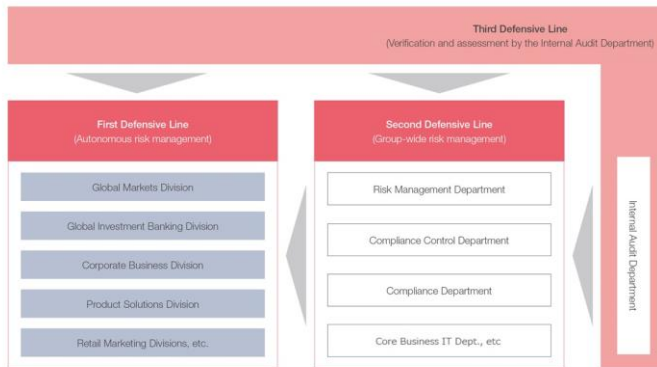 Third Defensive Line
(Verification and assessment by the Internal Audit Department)
First Defensive Line
(Autonomous risk management)
Global Markets Division
Global Investment Banking Division
Corporate Business Division
Product Solutions Division
Retail Marketing Divisions, etc.
Second Defensive Line
(Group-wide risk management)
Risk Management Department
Compliance Control Department
Compliance Department
Core Business IT Dept., etc
Internal Audit Department